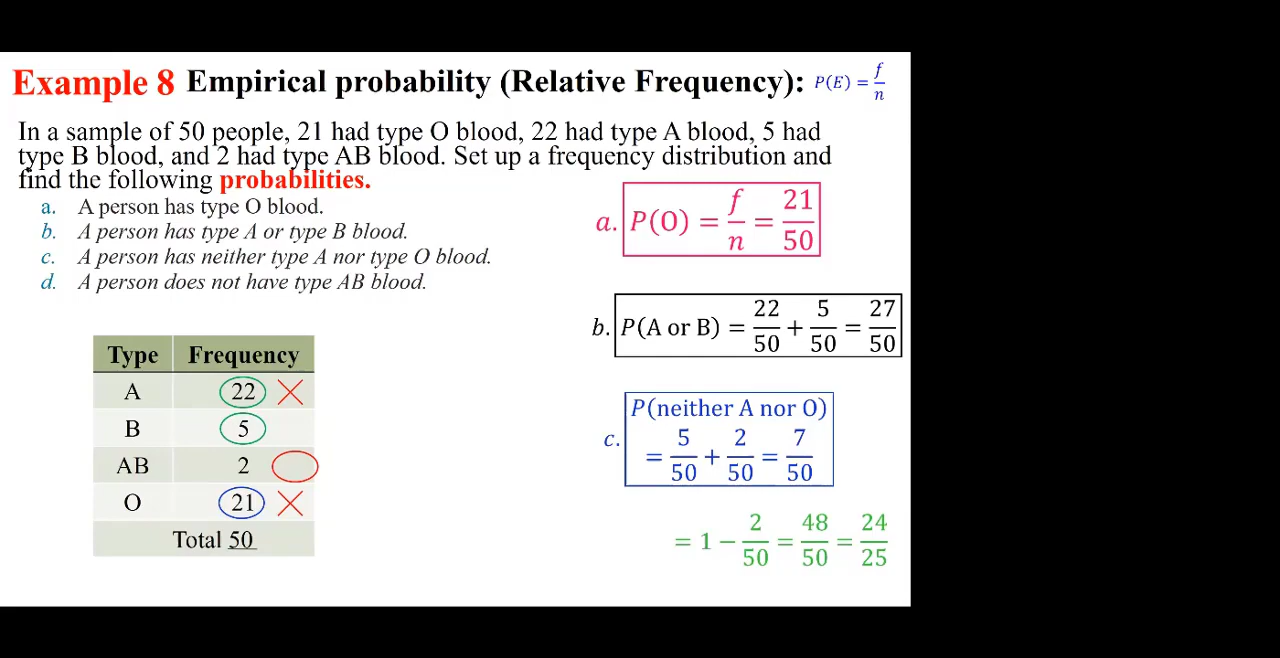 Example 8 Empirical probability (Relative Frequency): P(E) = f/n
In a sample of 50 people, 21 had type O blood, 22 had type A blood, 5 had
type B blood, and 2 had type AB blood. Set up a frequency distribution and
find the following probabilities.
a. A person has type O blood.
b. A person has type A or type B blood.
c. A person has neither type A nor type O blood.
d. A person does not have type AB blood.
Type Frequency
A 22
B 5
AB 2
O 21
Total 50
a. P(O) = f/n = 21/50
b. P(A or B) = 22/50 + 5/50 = 27/50
c. P(neither A nor O)
= 5/50 + 2/50 = 7/50
= 1 − 2/50 = 48/50 = 24/25